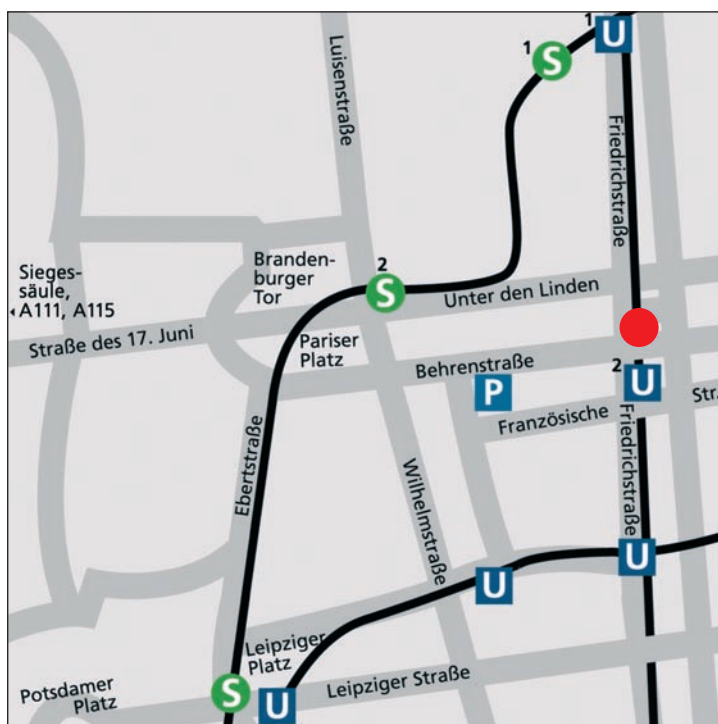 1
U
1
S
Luisenstraße
Friedrichstraße
Sieges-
säule,
A111, A115
Branden-
burger
Tor
2
S
Unter den Linden
Straße des 17. Juni
Pariser
Platz
Behrenstraße
2
U
P
Französische
Str.
Ebertstraße
Wilhelmstraße
Friedrichstraße
U
U
Leipziger
Platz
Potsdamer
Platz
S
U
Leipziger Straße